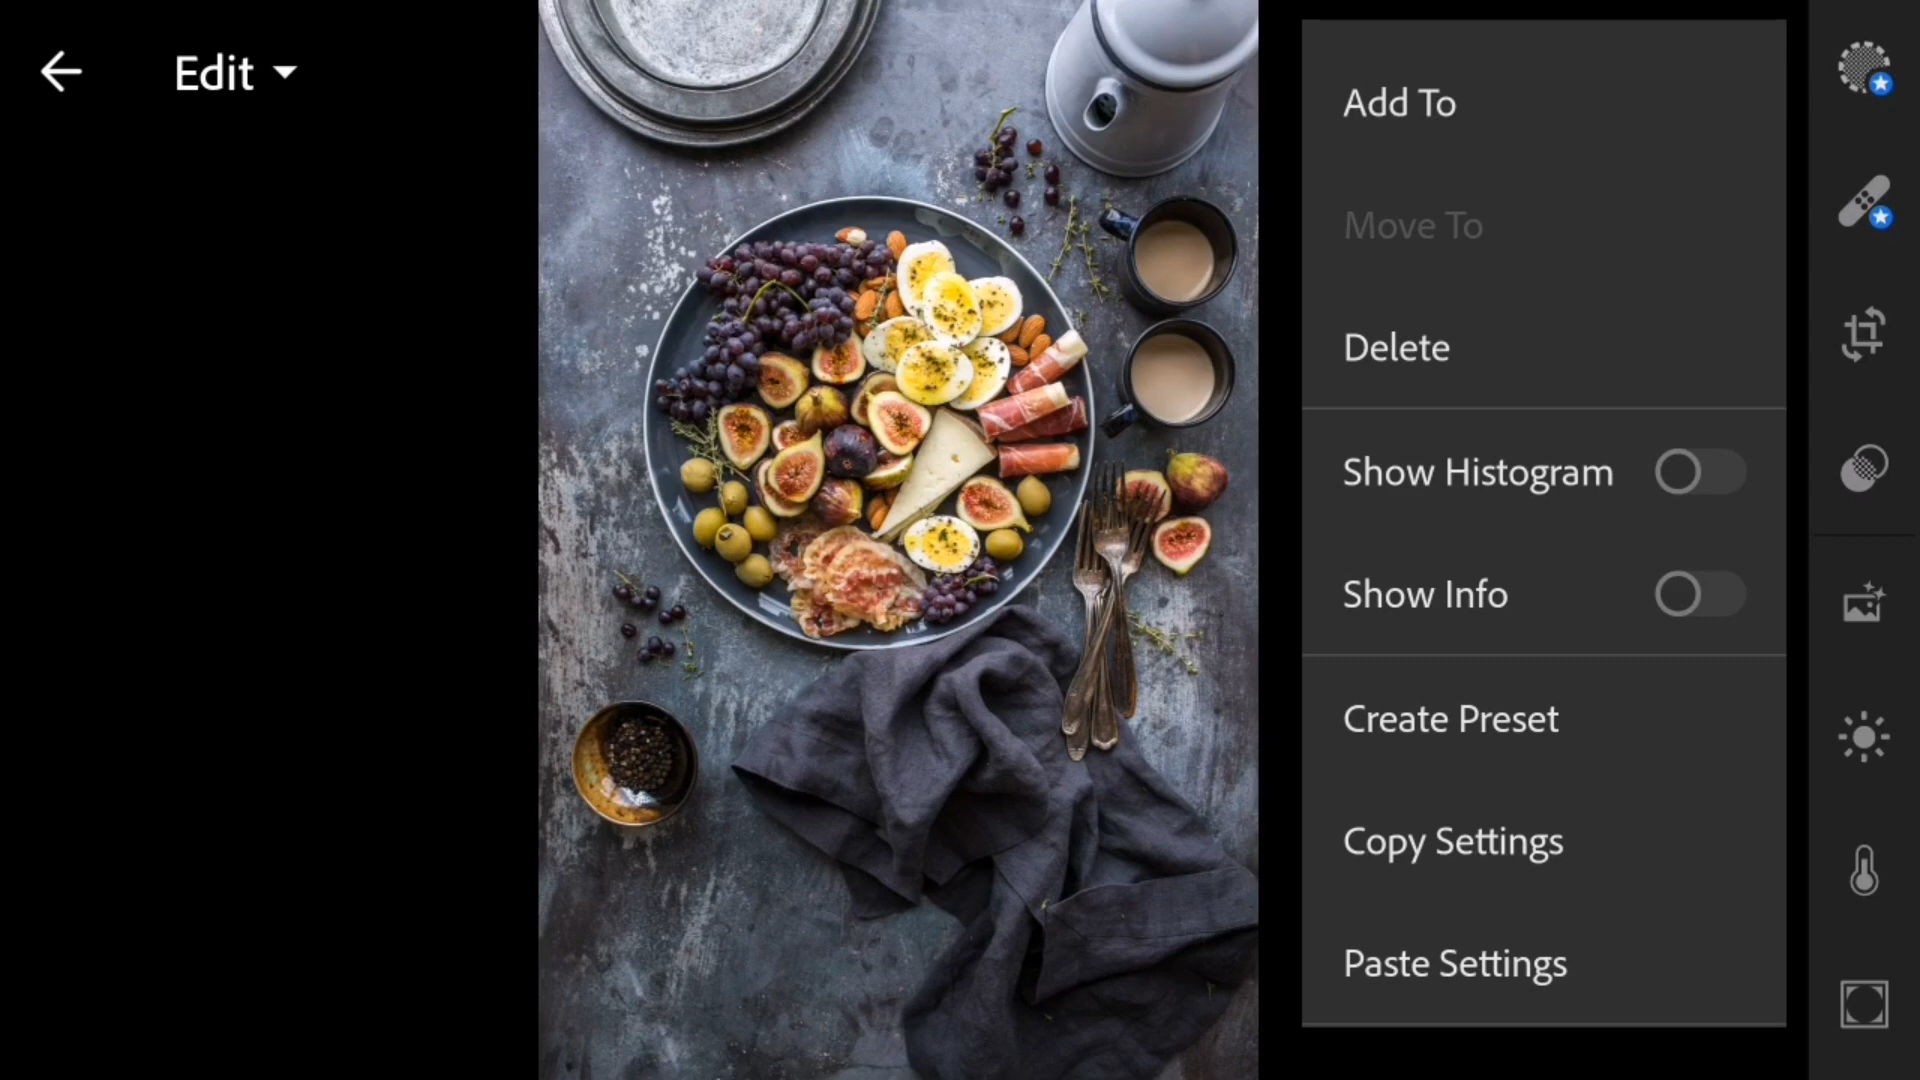 Edit
Add To
Move To
Delete
Show Histogram
Show Info
Create Preset
Copy Settings
Paste Settings